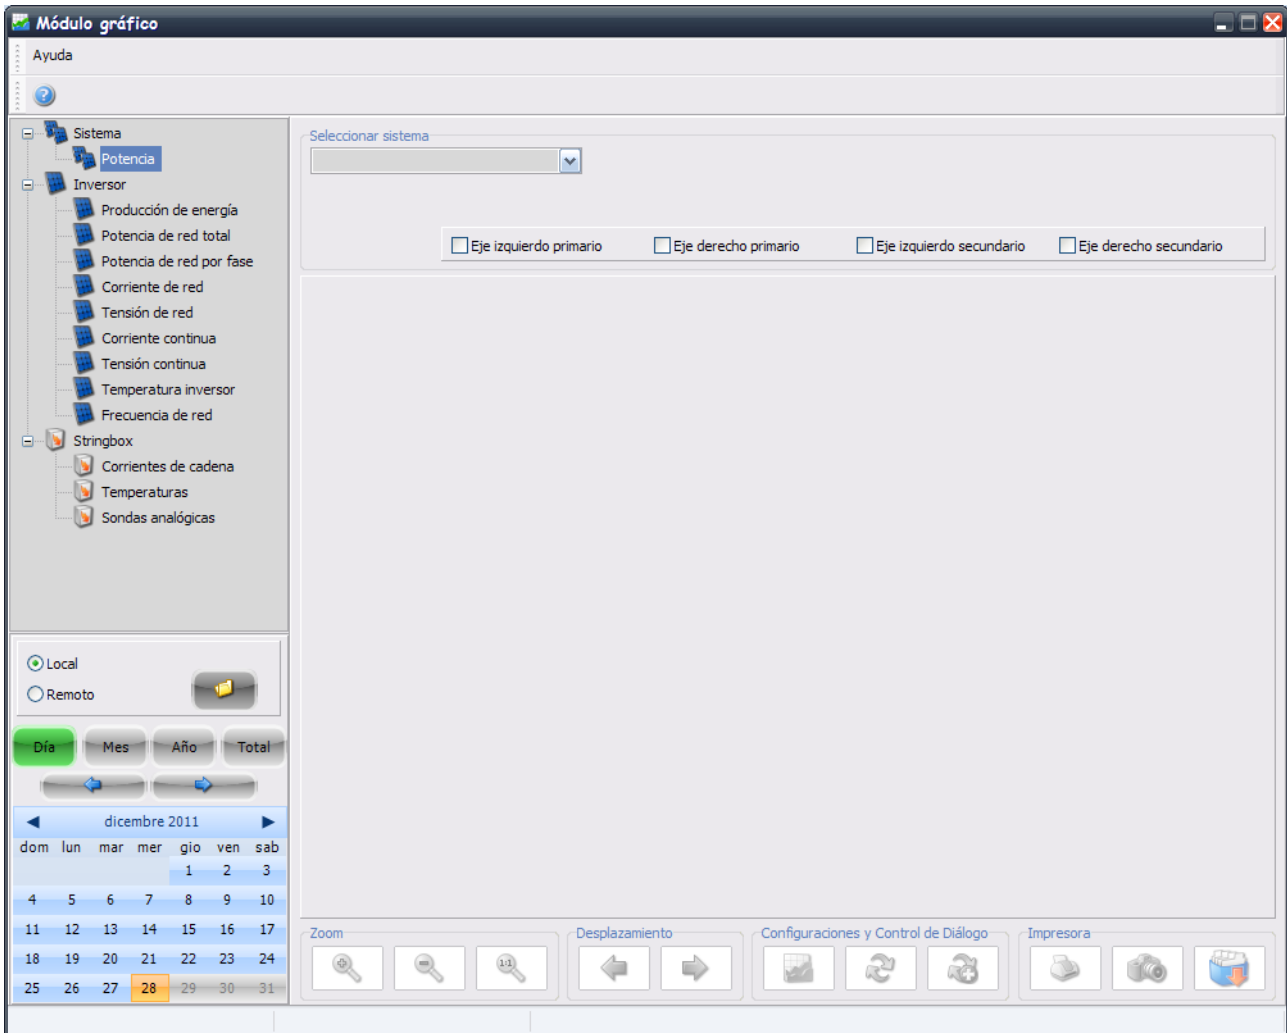 Módulo gráfico
Ayuda
Sistema
Potencia
Inversor
Producción de energía
Potencia de red total
Potencia de red por fase
Corriente de red
Tensión de red
Corriente continua
Tensión continua
Temperatura inversor
Frecuencia de red
Stringbox
Corrientes de cadena
Temperaturas
Sondas analógicas
Local
Remoto
Día Mes Año Total
dicembre 2011
dom lun mar mer gio ven sab
1 2 3
4 5 6 7 8 9 10
11 12 13 14 15 16 17
18 19 20 21 22 23 24
25 26 27 28 29 30 31
Seleccionar sistema
Eje izquierdo primario Eje derecho primario Eje izquierdo secundario Eje derecho secundario
Zoom Desplazamiento Configuraciones y Control de Diálogo Impresora
1:1